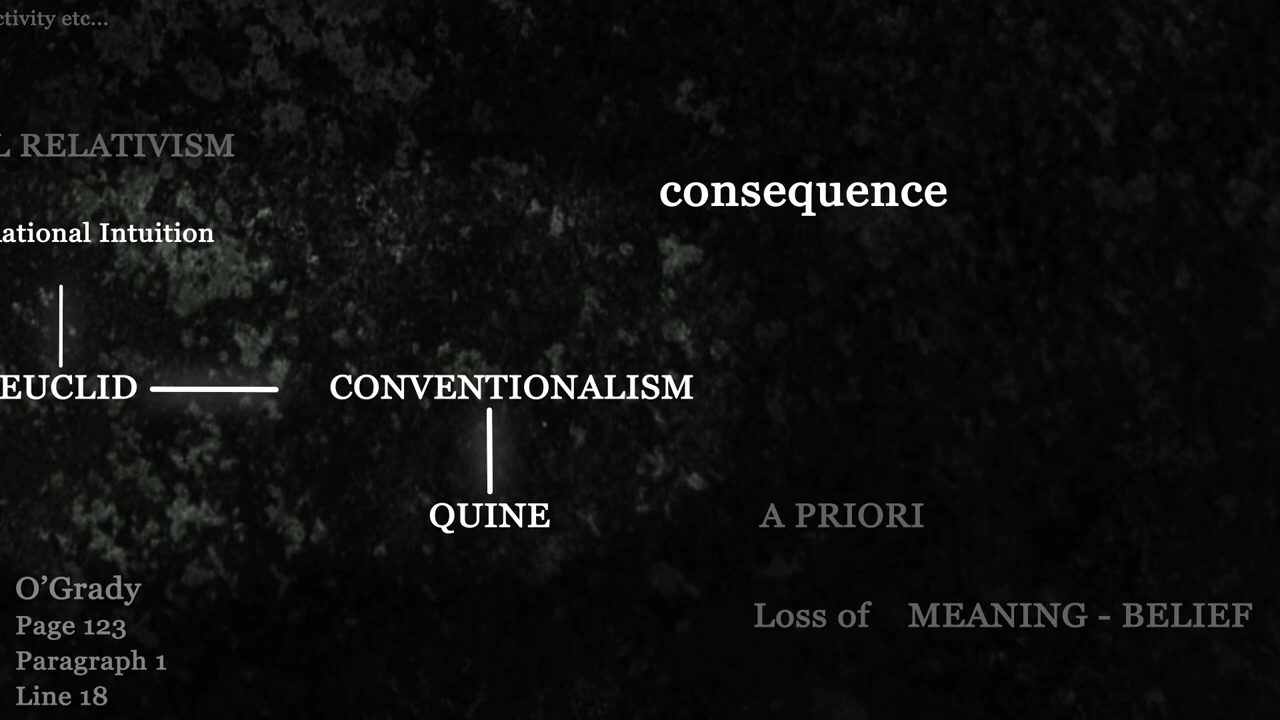 ctivity etc...
L RELATIVISM
consequence
ational Intuition
EUCLID CONVENTIONALISM
QUINE A PRIORI
O’Grady
Loss of MEANING - BELIEF
Page 123
Paragraph 1
Line 18